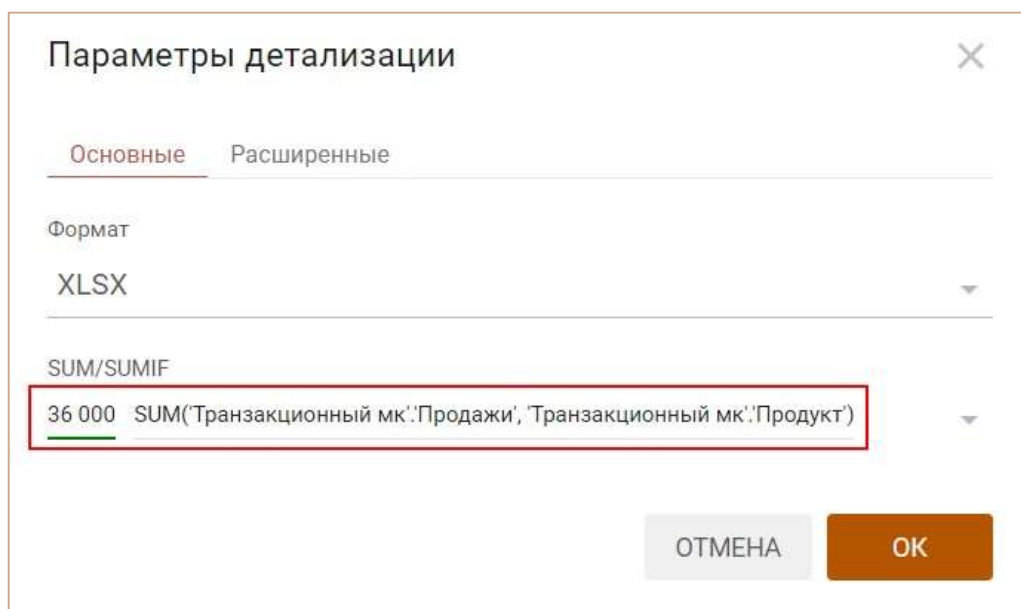 Параметры детализации
Основные Расширенные
Формат
XLSX
SUM/SUMIF
36 000 SUM('Транзакционный мк'.'Продажи', 'Транзакционный мк'.'Продукт')
ОТМЕНА ОК